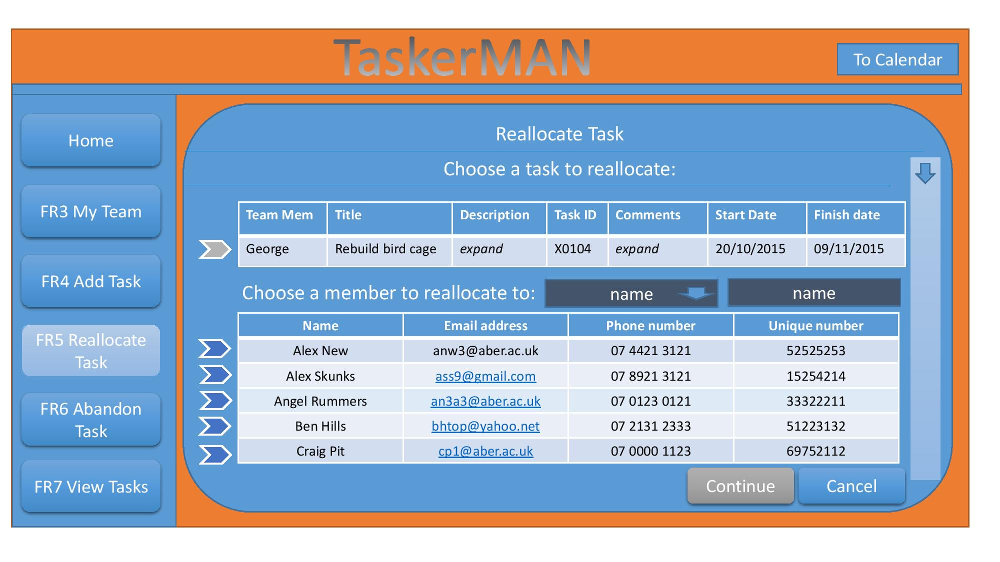 TaskerMAN
To Calendar
Home
FR3 My Team
FR4 Add Task
FR5 Reallocate
Task
FR6 Abandon
Task
FR7 View Tasks
Reallocate Task
Choose a task to reallocate:
Team Mem Title Description Task ID Comments Start Date Finish date
George Rebuild bird cage expand X0104 expand 20/10/2015 09/11/2015
Choose a member to reallocate to: name name
Name Email address Phone number Unique number
Alex New anw3@aber.ac.uk 07 4421 3121 52525253
Alex Skunks ass9@gmail.com 07 8921 3121 15254214
Angel Rummers an3a3@aber.ac.uk 07 0123 0121 33322211
Ben Hills bhtop@yahoo.net 07 2131 2333 51223132
Craig Pit cp1@aber.ac.uk 07 0000 1123 69752112
Continue Cancel